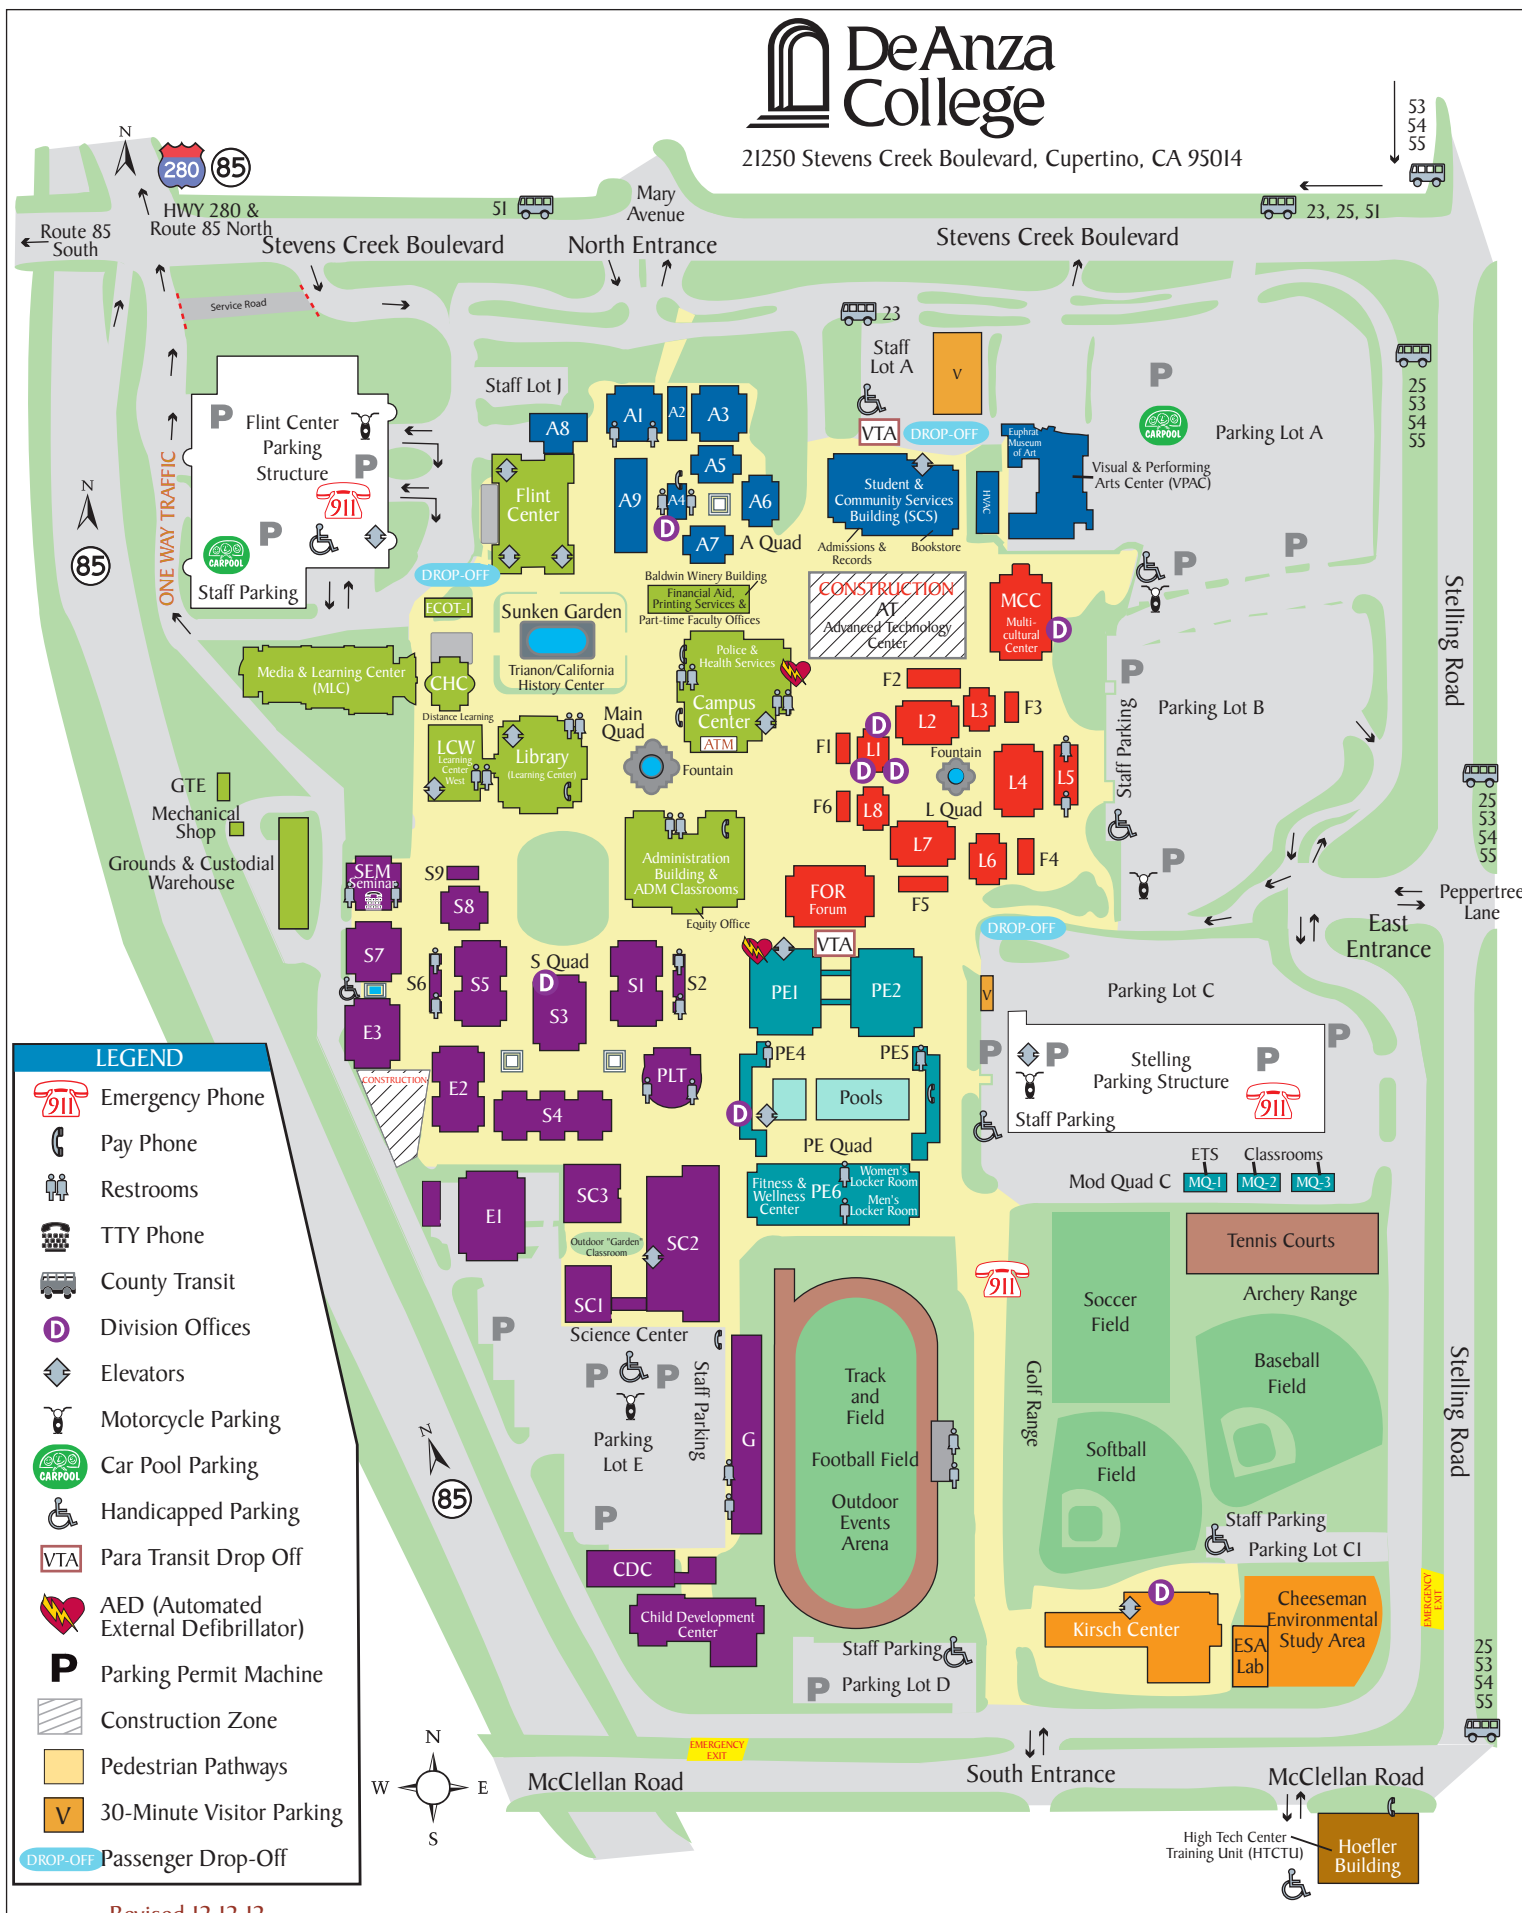 De Anza
College
21250 Stevens Creek Boulevard, Cupertino, CA 95014
53
54
55
N
280
85
HWY 280 &
Route 85 North
Route 85
South
51
Mary
Avenue
23, 25, 51
Stevens Creek Boulevard
North Entrance
Stevens Creek Boulevard
Service Road
23
Staff
Lot A
V
VTA
DROP-OFF
25
53
54
55
P
CARPOOL
Parking Lot A
Staff Lot J
P
Flint Center
Parking
Structure
P
911
P
CARPOOL
Staff Parking
ONE WAY TRAFFIC
N
85
A8
A1
A2
A3
A5
A9
A4
A6
D
A7
A Quad
Flint
Center
DROP-OFF
Student &
Community Services
Building (SCS)
Admissions &
Records
Bookstore
HVAC
Euphrat
Museum
of Art
Visual & Performing
Arts Center (VPAC)
Baldwin Winery Building
Financial Aid,
Printing Services &
Part-time Faculty Offices
CONSTRUCTION
AT
Advanced Technology
Center
MCC
Multi-
cultural
Center
D
P
P
Stelling Road
ECOT-1
Sunken Garden
Trianon/California
History Center
Media & Learning Center
(MLC)
CHC
Distance Learning
Police &
Health Services
Campus
Center
ATM
Main
Quad
Fountain
LCW
Learning
Center
West
Library
(Learning Center)
F2
L3
F3
L2
D
F1
L1
D
D
Fountain
L4
L5
F6
L8
L Quad
L7
L6
F4
F5
P
Parking Lot B
Staff Parking
P
25
53
54
55
GTE
Mechanical
Shop
Grounds & Custodial
Warehouse
SEM
Seminar
S9
S8
Administration
Building &
ADM Classrooms
Equity Office
FOR
Forum
VTA
DROP-OFF
Peppertree
Lane
East
Entrance
S7
S6
S5
S Quad
D
S3
S1
S2
E3
PE1
PE2
V
Parking Lot C
P
P
P
P
Stelling
Parking Structure
911
Staff Parking
CONSTRUCTION
E2
S4
PLT
PE4
PE5
D
Pools
PE Quad
ETS
Classrooms
Mod Quad C
MQ-1
MQ-2
MQ-3
E1
SC3
Outdoor "Garden"
Classroom
SC2
SC1
Science Center
Fitness &
Wellness
Center
PE6
Women's
Locker Room
Men's
Locker Room
911
Tennis Courts
Archery Range
Soccer
Field
Baseball
Field
Golf Range
Softball
Field
Track
and
Field
Football Field
Outdoor
Events
Arena
P
P
P
Staff Parking
Parking
Lot E
P
G
N
85
Stelling Road
Staff Parking
Parking Lot C1
CDC
Child Development
Center
Staff Parking
P
Parking Lot D
D
Kirsch Center
ESA
Lab
Cheeseman
Environmental
Study Area
EMERGENCY
EXIT
25
53
54
55
EMERGENCY
EXIT
McClellan Road
South Entrance
McClellan Road
High Tech Center
Training Unit (HTCTU)
Hoefler
Building
N
W
E
S
LEGEND
911 Emergency Phone
Pay Phone
Restrooms
TTY Phone
County Transit
D Division Offices
Elevators
Motorcycle Parking
CARPOOL Car Pool Parking
Handicapped Parking
VTA Para Transit Drop Off
AED (Automated
External Defibrillator)
P Parking Permit Machine
Construction Zone
Pedestrian Pathways
V 30-Minute Visitor Parking
DROP-OFF Passenger Drop-Off
Revised 12.12.12